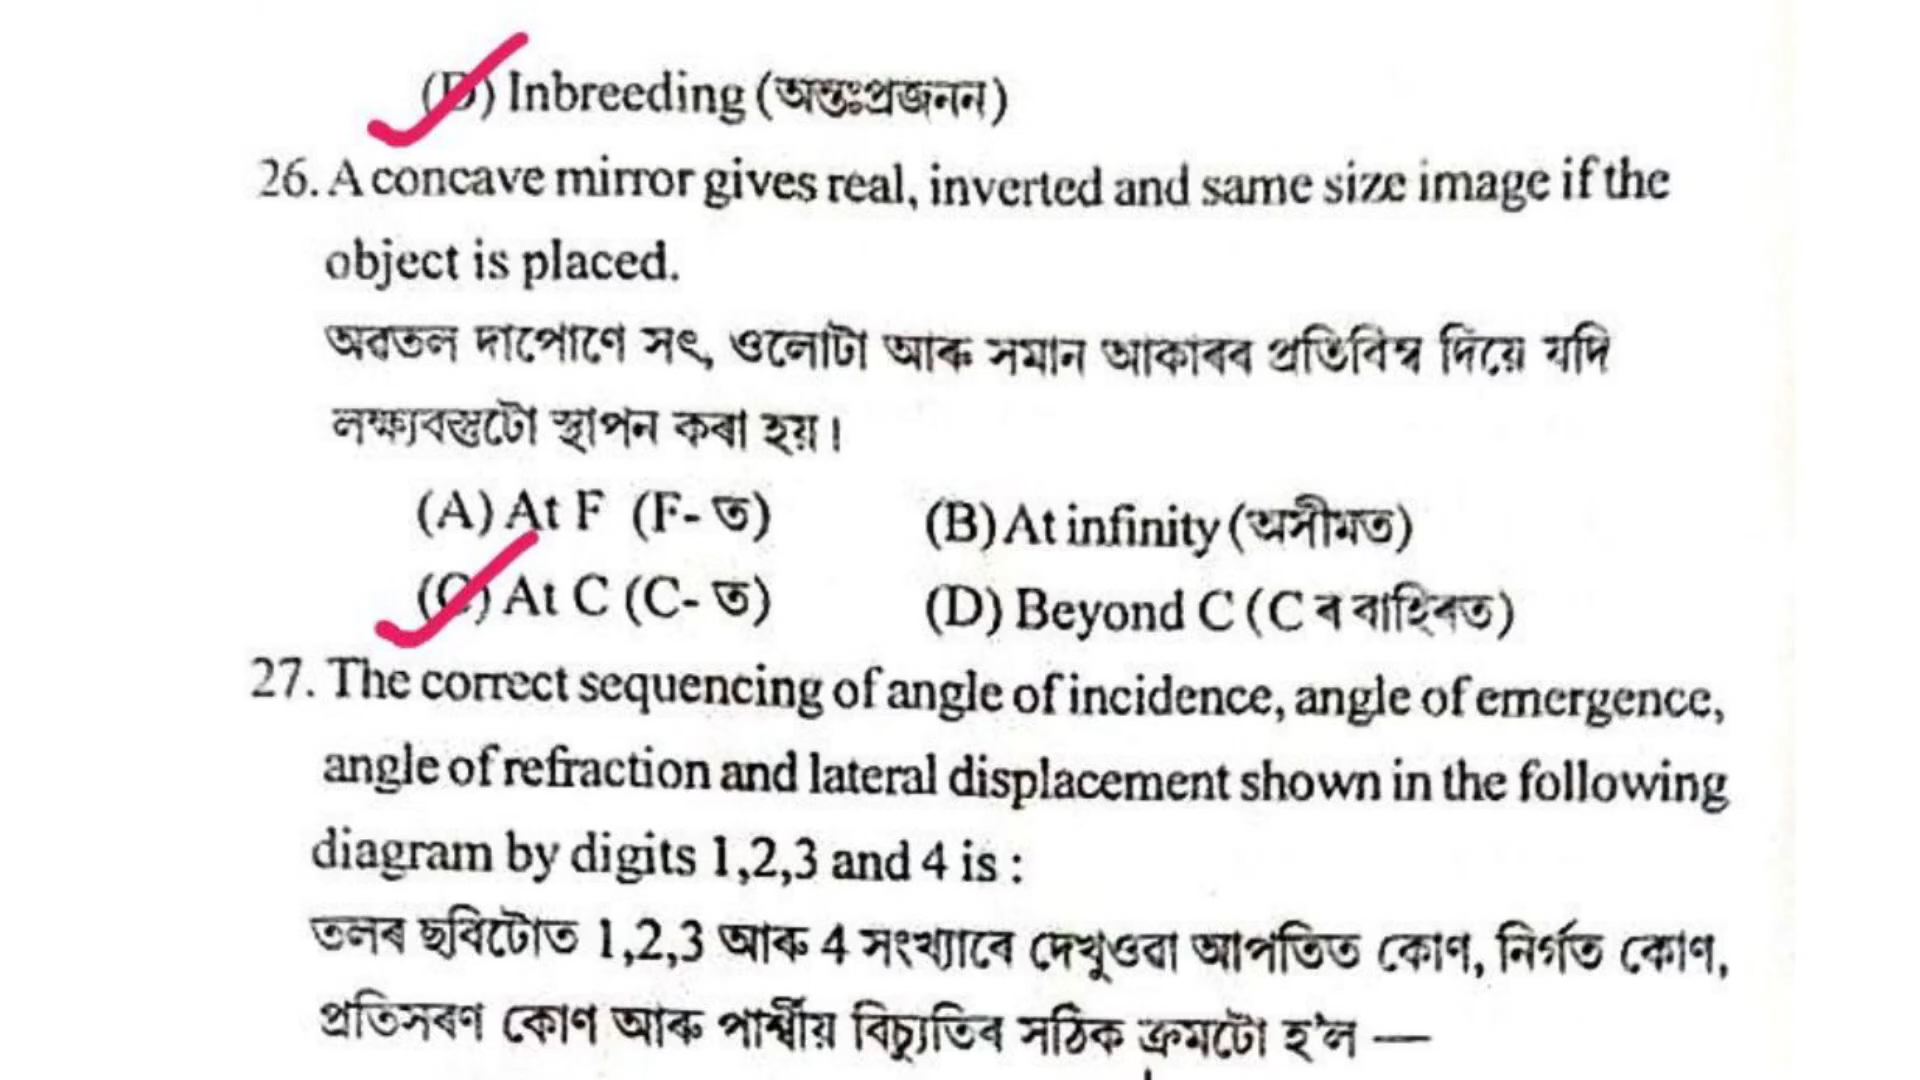 (D) Inbreeding (অন্তঃপ্ৰজনন)
26. A concave mirror gives real, inverted and same size image if the
object is placed.
অৱতল দাপোণে সৎ, ওলোটা আৰু সমান আকাৰৰ প্ৰতিবিম্ব দিয়ে যদি
লক্ষ্যবস্তুটো স্থাপন কৰা হয়।
(A) At F (F- ত) (B) At infinity (অসীমত)
(C) At C (C- ত) (D) Beyond C (C ৰ বাহিৰত)
27. The correct sequencing of angle of incidence, angle of emergence,
angle of refraction and lateral displacement shown in the following
diagram by digits 1,2,3 and 4 is :
তলৰ ছবিটোত 1,2,3 আৰু 4 সংখ্যাৰে দেখুওৱা আপতিত কোণ, নিৰ্গত কোণ,
প্ৰতিসৰণ কোণ আৰু পাৰ্শ্বীয় বিচ্যুতিৰ সঠিক ক্ৰমটো হ'ল —